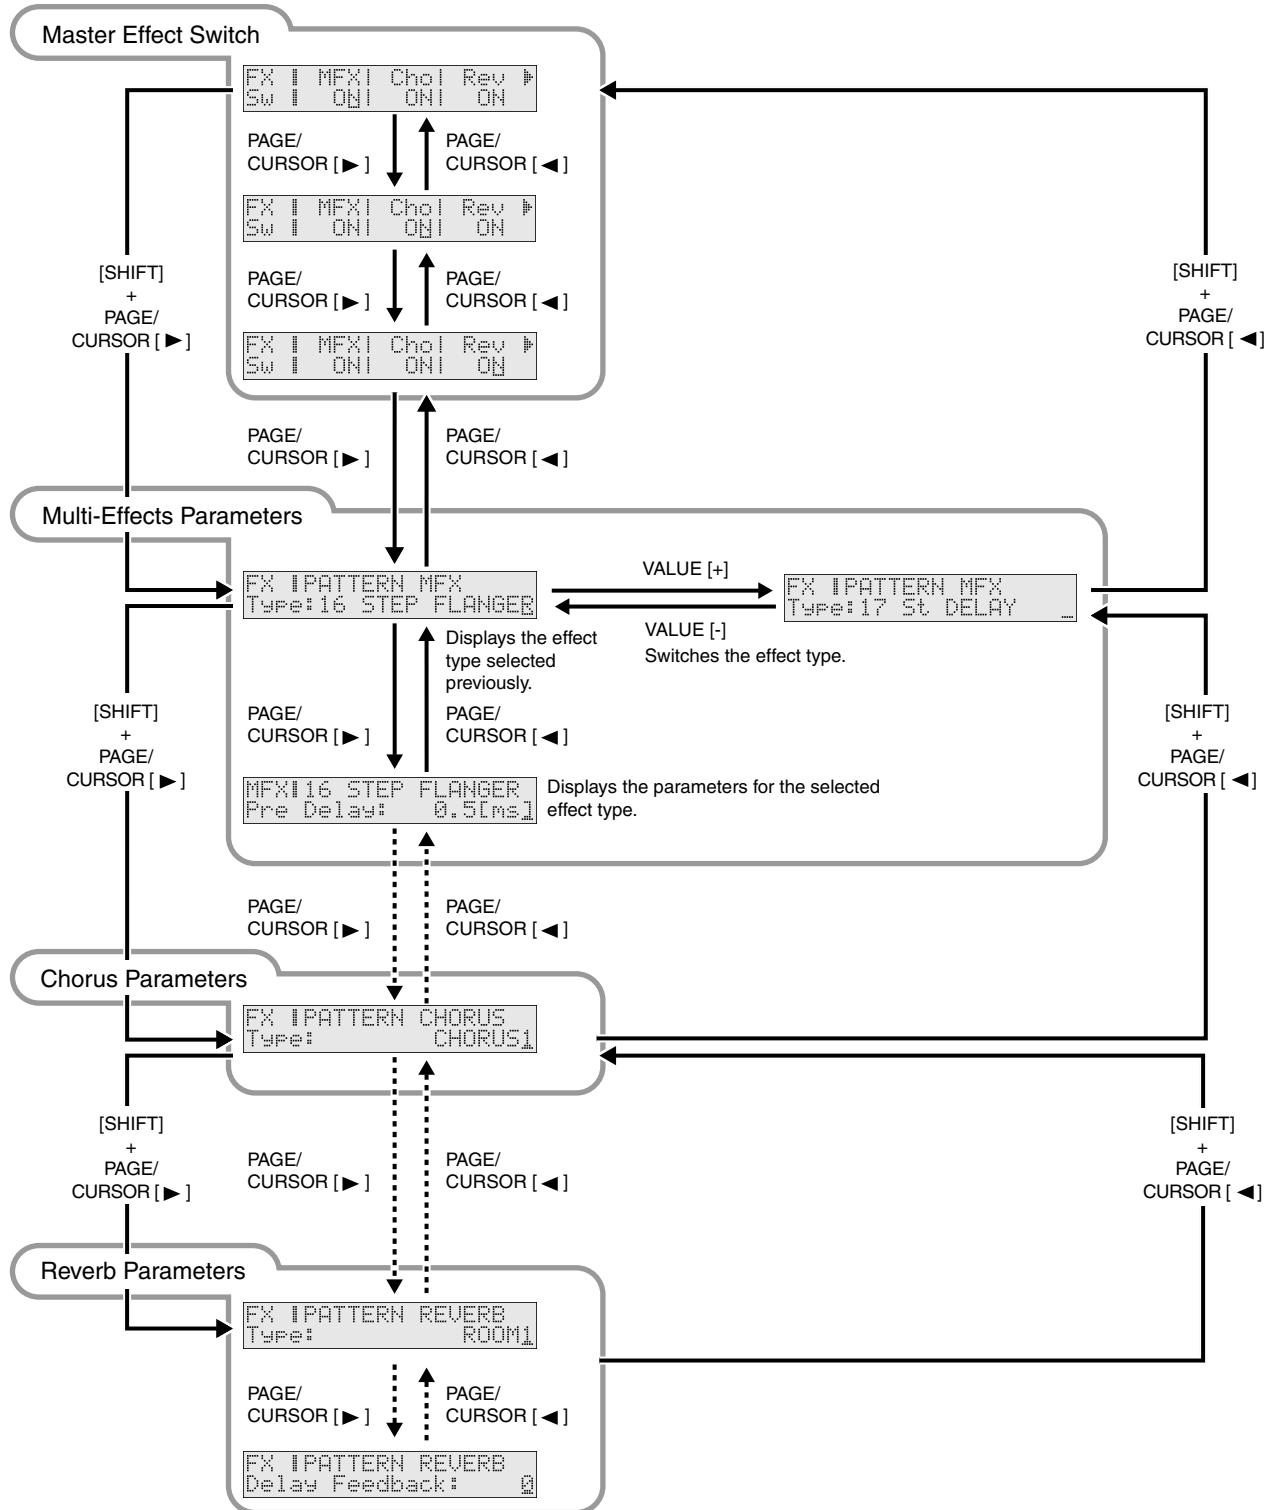 Master Effect Switch
FX ‖ MFX| Cho| Rev ▶
Sw ‖ ON| ON| ON
PAGE/
CURSOR [ ▶ ]
PAGE/
CURSOR [ ◀ ]
FX ‖ MFX| Cho| Rev ▶
Sw ‖ ON| ON| ON
[SHIFT]
+
PAGE/
CURSOR [ ▶ ]
PAGE/
CURSOR [ ▶ ]
PAGE/
CURSOR [ ◀ ]
[SHIFT]
+
PAGE/
CURSOR [ ◀ ]
FX ‖ MFX| Cho| Rev ▶
Sw ‖ ON| ON| ON
PAGE/
CURSOR [ ▶ ]
PAGE/
CURSOR [ ◀ ]
Multi-Effects Parameters
FX ‖PATTERN MFX
Type:16 STEP FLANGER
VALUE [+]
VALUE [-]
Switches the effect type.
FX ‖PATTERN MFX
Type:17 St DELAY
Displays the effect
type selected
previously.
[SHIFT]
+
PAGE/
CURSOR [ ▶ ]
PAGE/
CURSOR [ ▶ ]
PAGE/
CURSOR [ ◀ ]
[SHIFT]
+
PAGE/
CURSOR [ ◀ ]
MFX‖16 STEP FLANGER
Pre Delay: 0.5[ms]
Displays the parameters for the selected
effect type.
PAGE/
CURSOR [ ▶ ]
PAGE/
CURSOR [ ◀ ]
Chorus Parameters
FX ‖PATTERN CHORUS
Type: CHORUS1
[SHIFT]
+
PAGE/
CURSOR [ ▶ ]
PAGE/
CURSOR [ ▶ ]
PAGE/
CURSOR [ ◀ ]
[SHIFT]
+
PAGE/
CURSOR [ ◀ ]
Reverb Parameters
FX ‖PATTERN REVERB
Type: ROOM1
PAGE/
CURSOR [ ▶ ]
PAGE/
CURSOR [ ◀ ]
FX ‖PATTERN REVERB
Delay Feedback: 0